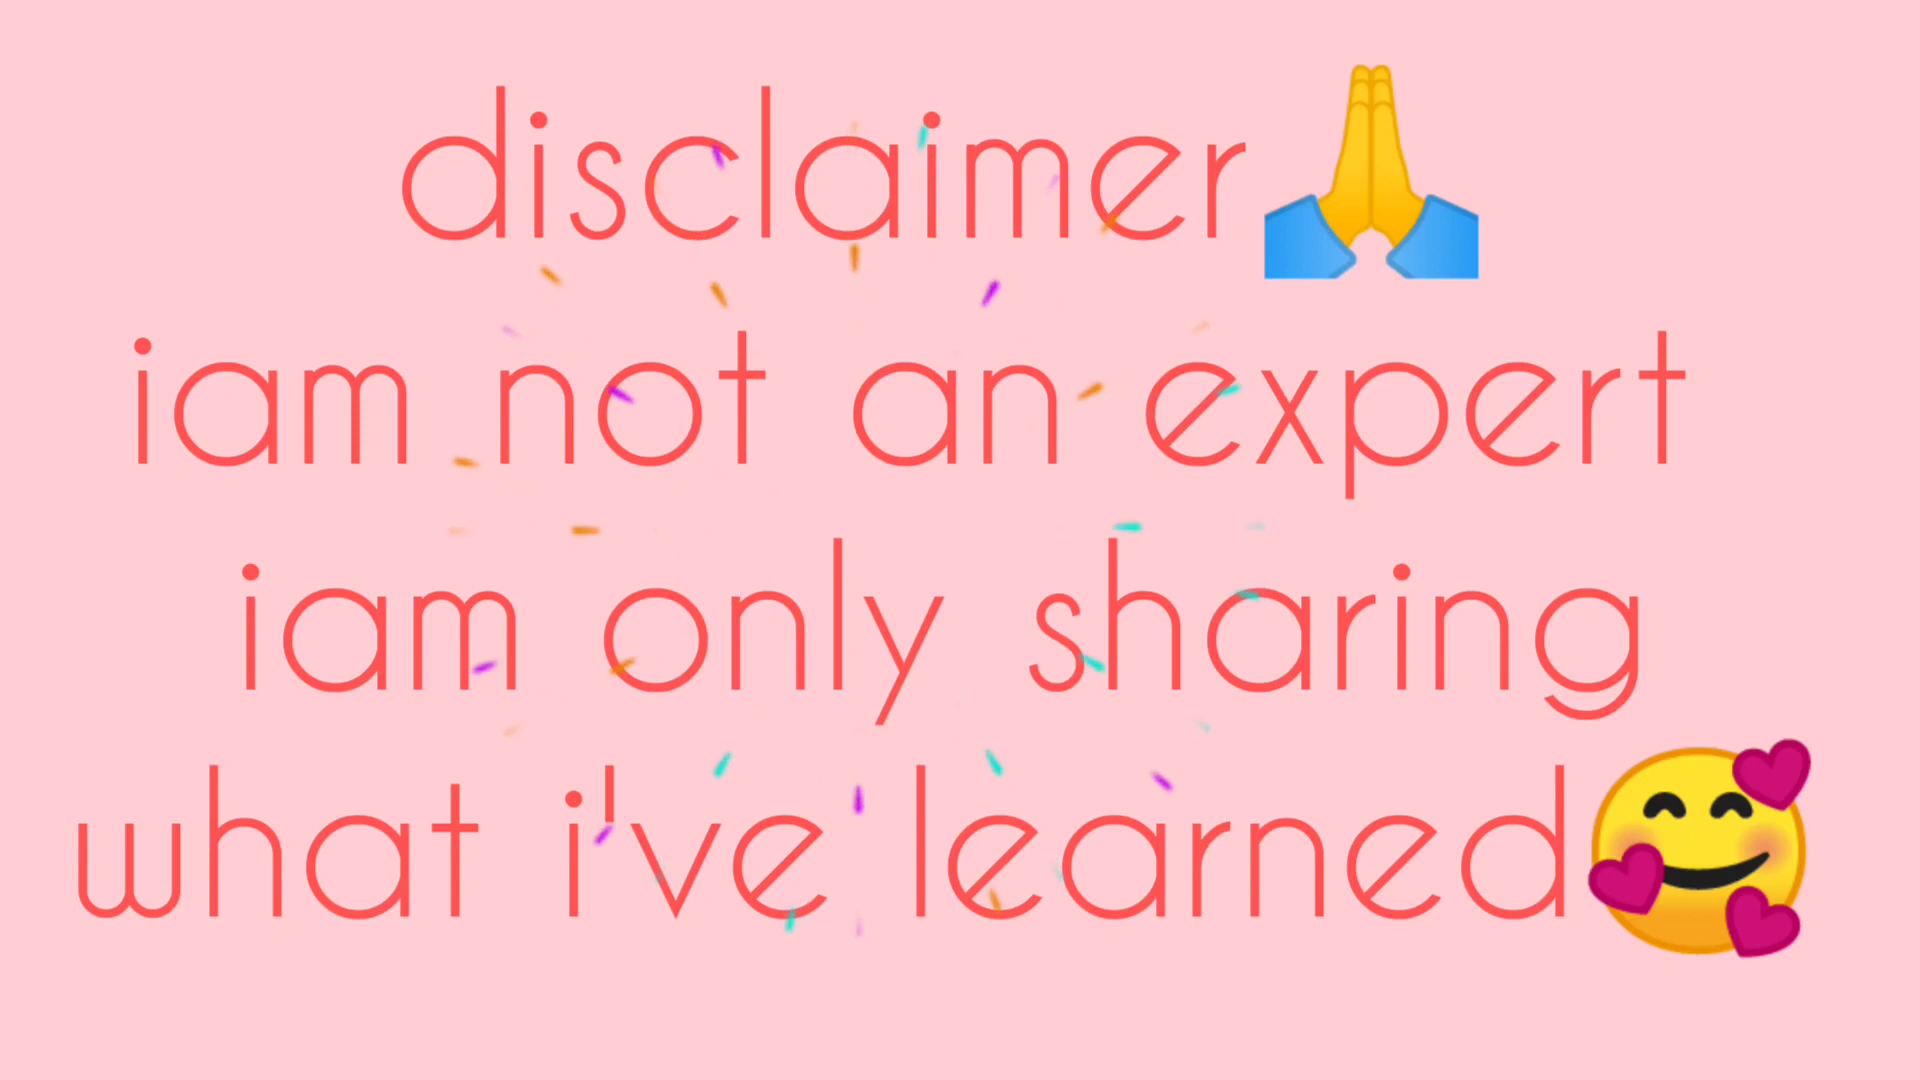 disclaimer🙏
iam not an expert
iam only sharing
what i've learned🥰